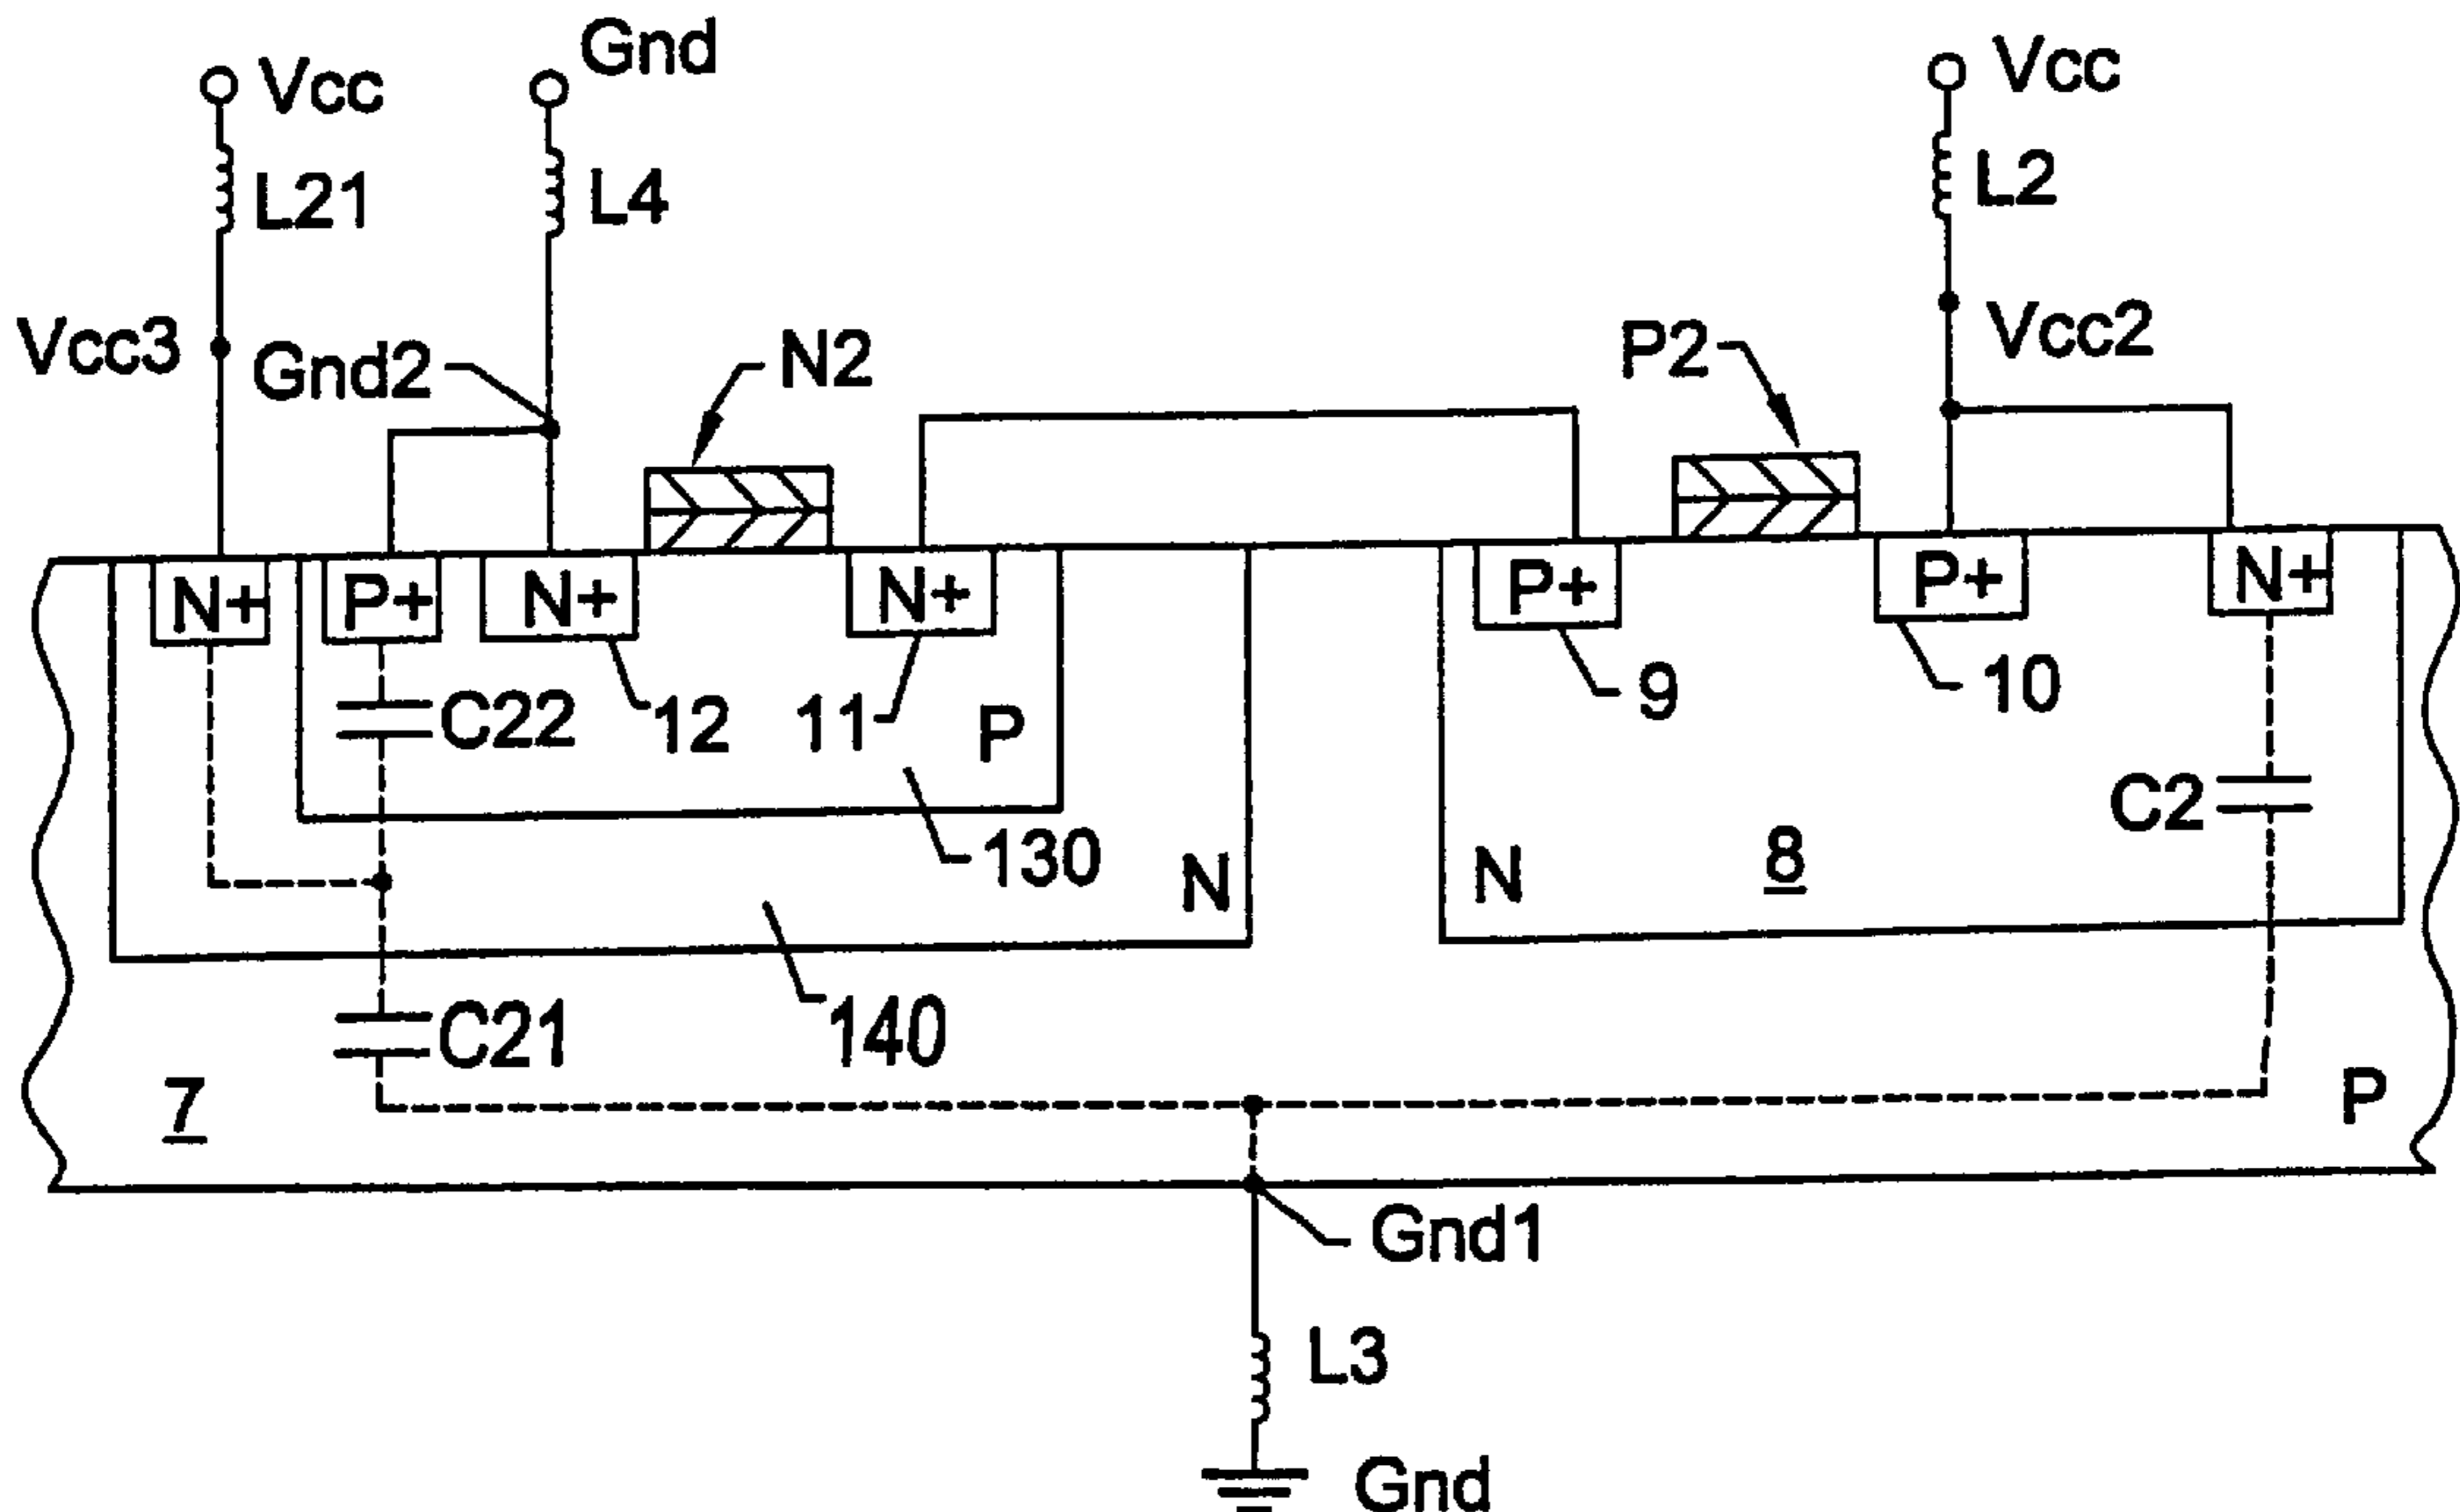 Vcc
Gnd
Vcc
L21
L4
L2
Vcc3
Gnd2
N2
P2
Vcc2
N+
P+
N+
N+
P+
P+
N+
C22
12
11
P
9
10
C2
130
N
N
8
C21
140
7
P
Gnd1
L3
Gnd